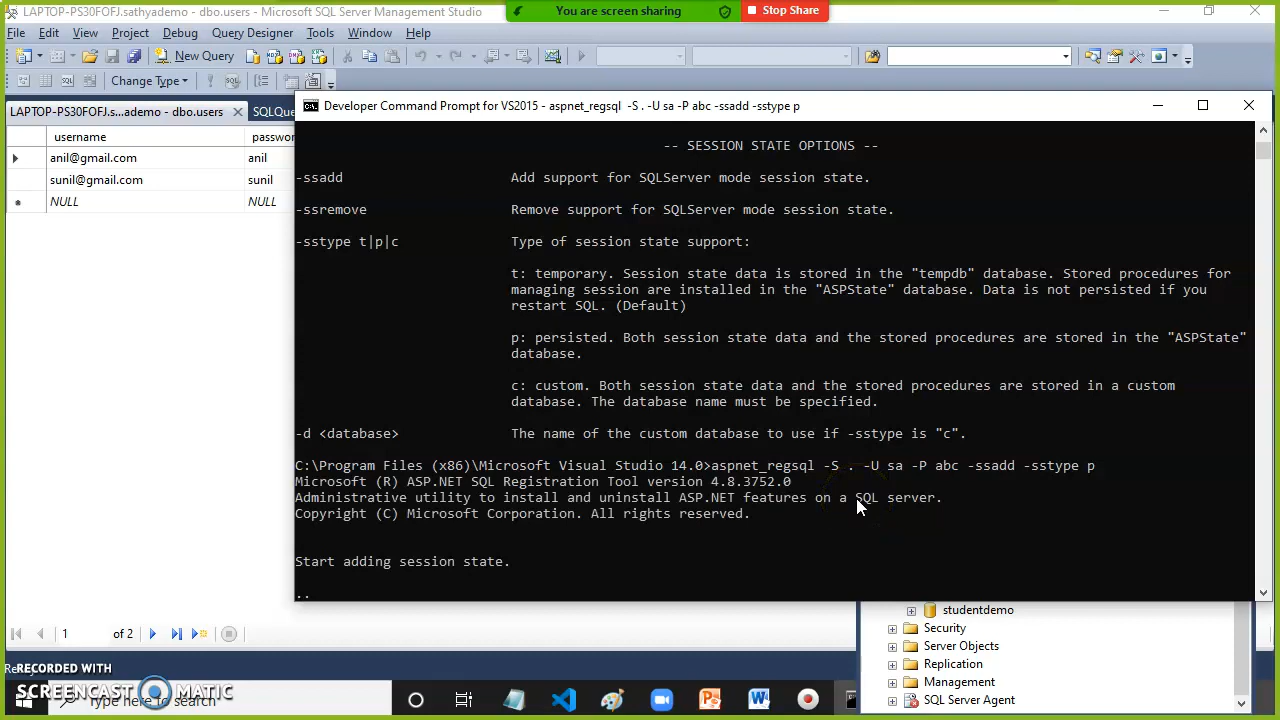 LAPTOP-PS30FOFJ.sathyademo - dbo.users - Microsoft SQL Server Management Studio
You are screen sharing
Stop Share
File Edit View Project Debug Query Designer Tools Window Help
New Query
Change Type
LAPTOP-PS30FOFJ.s...ademo - dbo.users
SQLQue
Developer Command Prompt for VS2015 - aspnet_regsql -S . -U sa -P abc -ssadd -sstype p
username passwo
anil@gmail.com anil
sunil@gmail.com sunil
NULL NULL
-- SESSION STATE OPTIONS --
-ssadd Add support for SQLServer mode session state.
-ssremove Remove support for SQLServer mode session state.
-sstype t|p|c Type of session state support:
t: temporary. Session state data is stored in the "tempdb" database. Stored procedures for
managing session are installed in the "ASPState" database. Data is not persisted if you
restart SQL. (Default)
p: persisted. Both session state data and the stored procedures are stored in the "ASPState"
database.
c: custom. Both session state data and the stored procedures are stored in a custom
database. The database name must be specified.
-d <database> The name of the custom database to use if -sstype is "c".
C:\Program Files (x86)\Microsoft Visual Studio 14.0>aspnet_regsql -S . -U sa -P abc -ssadd -sstype p
Microsoft (R) ASP.NET SQL Registration Tool version 4.8.3752.0
Administrative utility to install and uninstall ASP.NET features on a SQL server.
Copyright (C) Microsoft Corporation. All rights reserved.
Start adding session state.
..
1 of 2
studentdemo
Security
Server Objects
Replication
Management
SQL Server Agent
RECORDED WITH
SCREENCAST MATIC
Type here to search